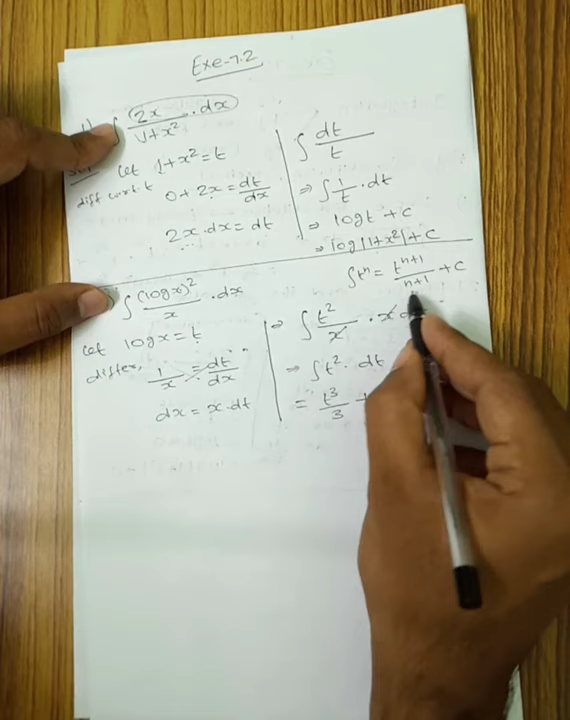 Exe-7.2
∫ 2x/1+x² . dx
let 1+x² = t
diff w.r.t
0 + 2x = dt/dx
2x.dx = dt
∫ dt/t
⇒ ∫ 1/t . dt
⇒ log t + c
⇒ log |1+x²| + c
∫ (log x)²/x . dx
let log x = t
differ,
1/x = dt/dx
dx = x.dt
∫tⁿ = tⁿ⁺¹/n+1 + c
⇒ ∫ t²/x . x
⇒ ∫ t² . dt
= t³/3